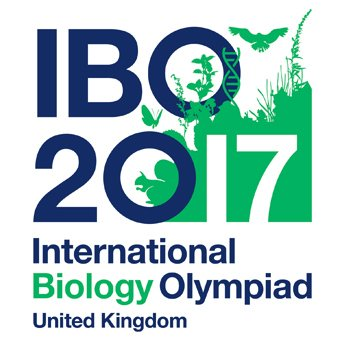 IBO
2017
International
Biology Olympiad
United Kingdom